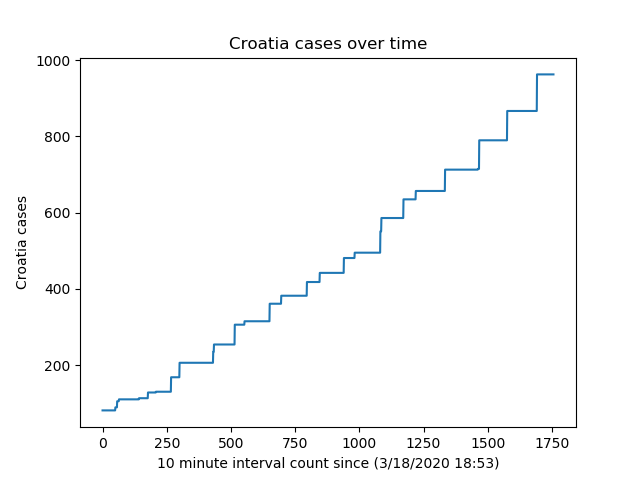 Croatia cases over time
1000
800
600
400
200
Croatia cases
0 250 500 750 1000 1250 1500 1750
10 minute interval count since (3/18/2020 18:53)